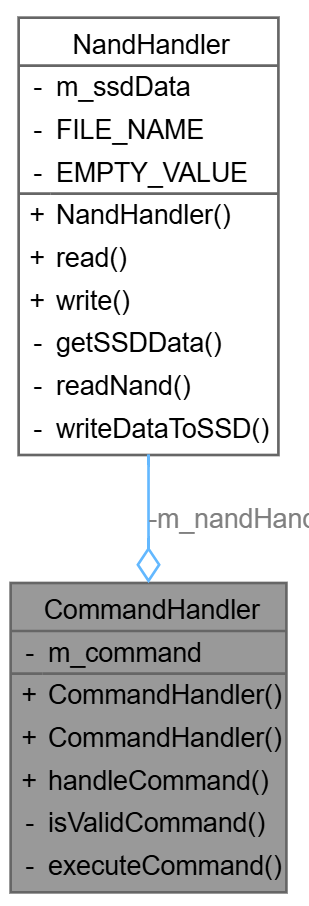 NandHandler
- m_ssdData
- FILE_NAME
- EMPTY_VALUE
+ NandHandler()
+ read()
+ write()
- getSSDData()
- readNand()
- writeDataToSSD()
-m_nandHand
CommandHandler
- m_command
+ CommandHandler()
+ CommandHandler()
+ handleCommand()
- isValidCommand()
- executeCommand()